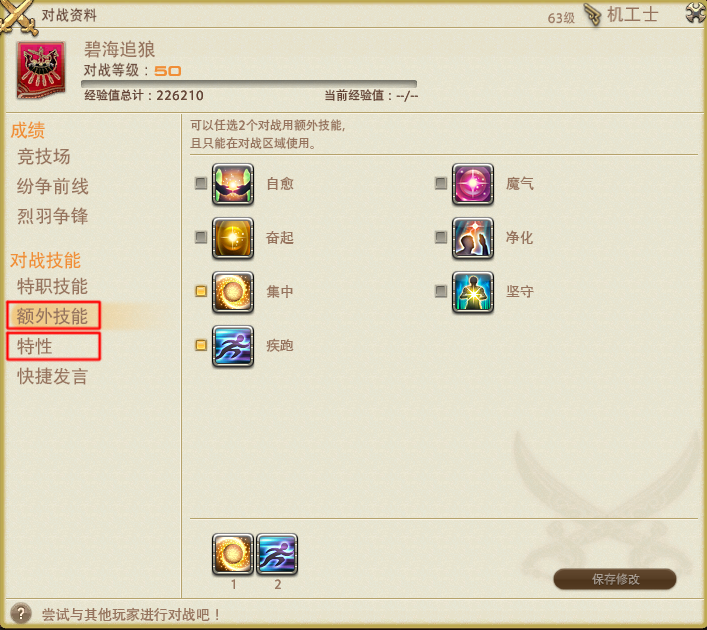 对战资料
63级 机工士
碧海追狼
对战等级：50
经验值总计：226210 当前经验值：--/--
成绩
竞技场
纷争前线
烈羽争锋
对战技能
特职技能
额外技能
特性
快捷发言
可以任选2个对战用额外技能，
且只能在对战区域使用。
自愈 魔气
奋起 净化
集中 坚守
疾跑
1 2
保存修改
? 尝试与其他玩家进行对战吧！